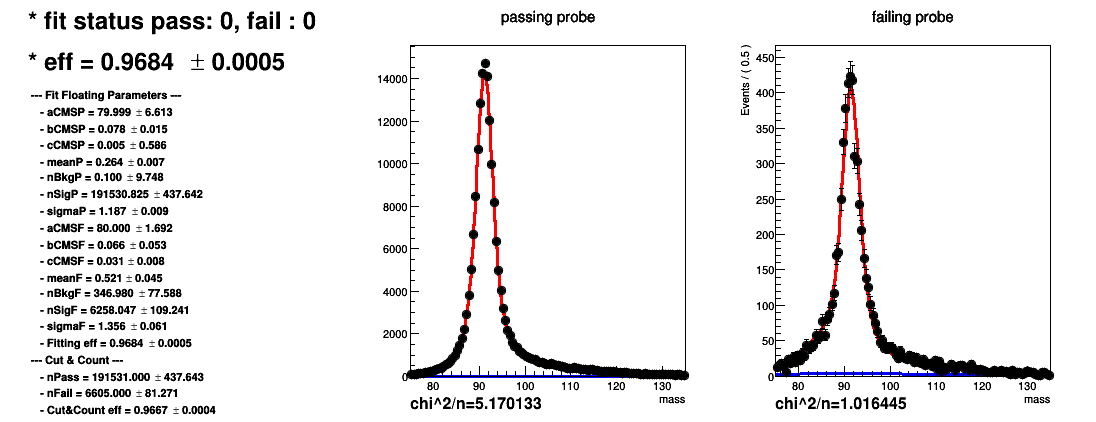 * fit status pass: 0, fail : 0
* eff = 0.9684 ± 0.0005
--- Fit Floating Parameters ---
- aCMSP = 79.999 ± 6.613
- bCMSP = 0.078 ± 0.015
- cCMSP = 0.005 ± 0.586
- meanP = 0.264 ± 0.007
- nBkgP = 0.100 ± 9.748
- nSigP = 191530.825 ± 437.642
- sigmaP = 1.187 ± 0.009
- aCMSF = 80.000 ± 1.692
- bCMSF = 0.066 ± 0.053
- cCMSF = 0.031 ± 0.008
- meanF = 0.521 ± 0.045
- nBkgF = 346.980 ± 77.588
- nSigF = 6258.047 ± 109.241
- sigmaF = 1.356 ± 0.061
- Fitting eff = 0.9684 ± 0.0005
--- Cut & Count ---
- nPass = 191531.000 ± 437.643
- nFail = 6605.000 ± 81.271
- Cut&Count eff = 0.9667 ± 0.0004
passing probe
14000
12000
10000
8000
6000
4000
2000
0
80 90 100 110 120 130
mass
chi^2/n=5.170133
failing probe
Events / ( 0.5 )
450
400
350
300
250
200
150
100
50
0
80 90 100 110 120 130
mass
chi^2/n=1.016445